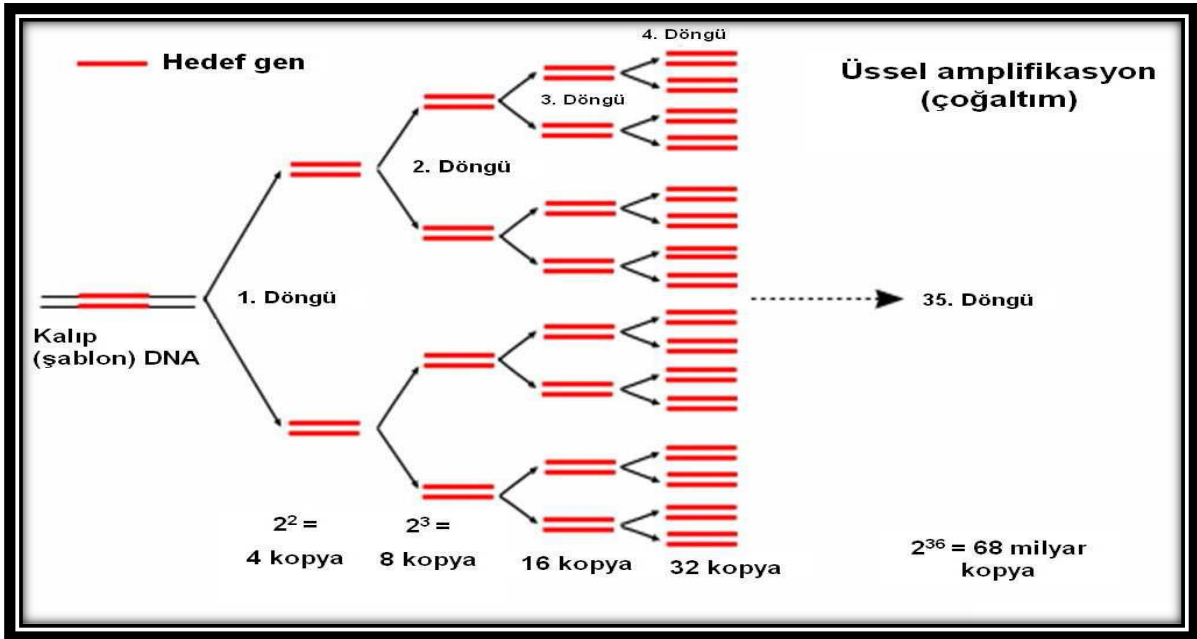 Hedef gen
4. Döngü
Üssel amplifikasyon
(çoğaltım)
3. Döngü
2. Döngü
1. Döngü
35. Döngü
Kalıp
(şablon) DNA
2² =
4 kopya
2³ =
8 kopya
16 kopya
32 kopya
2³⁶ = 68 milyar
kopya